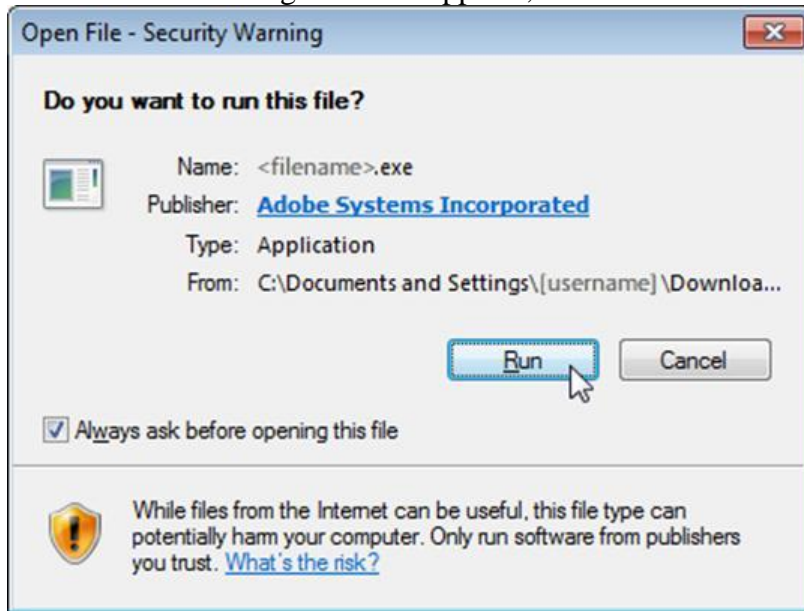 Open File - Security Warning
Do you want to run this file?
Name: <filename>.exe
Publisher: Adobe Systems Incorporated
Type: Application
From: C:\Documents and Settings\[username]\Downloa...
Run Cancel
Always ask before opening this file
While files from the Internet can be useful, this file type can
potentially harm your computer. Only run software from publishers
you trust. What's the risk?